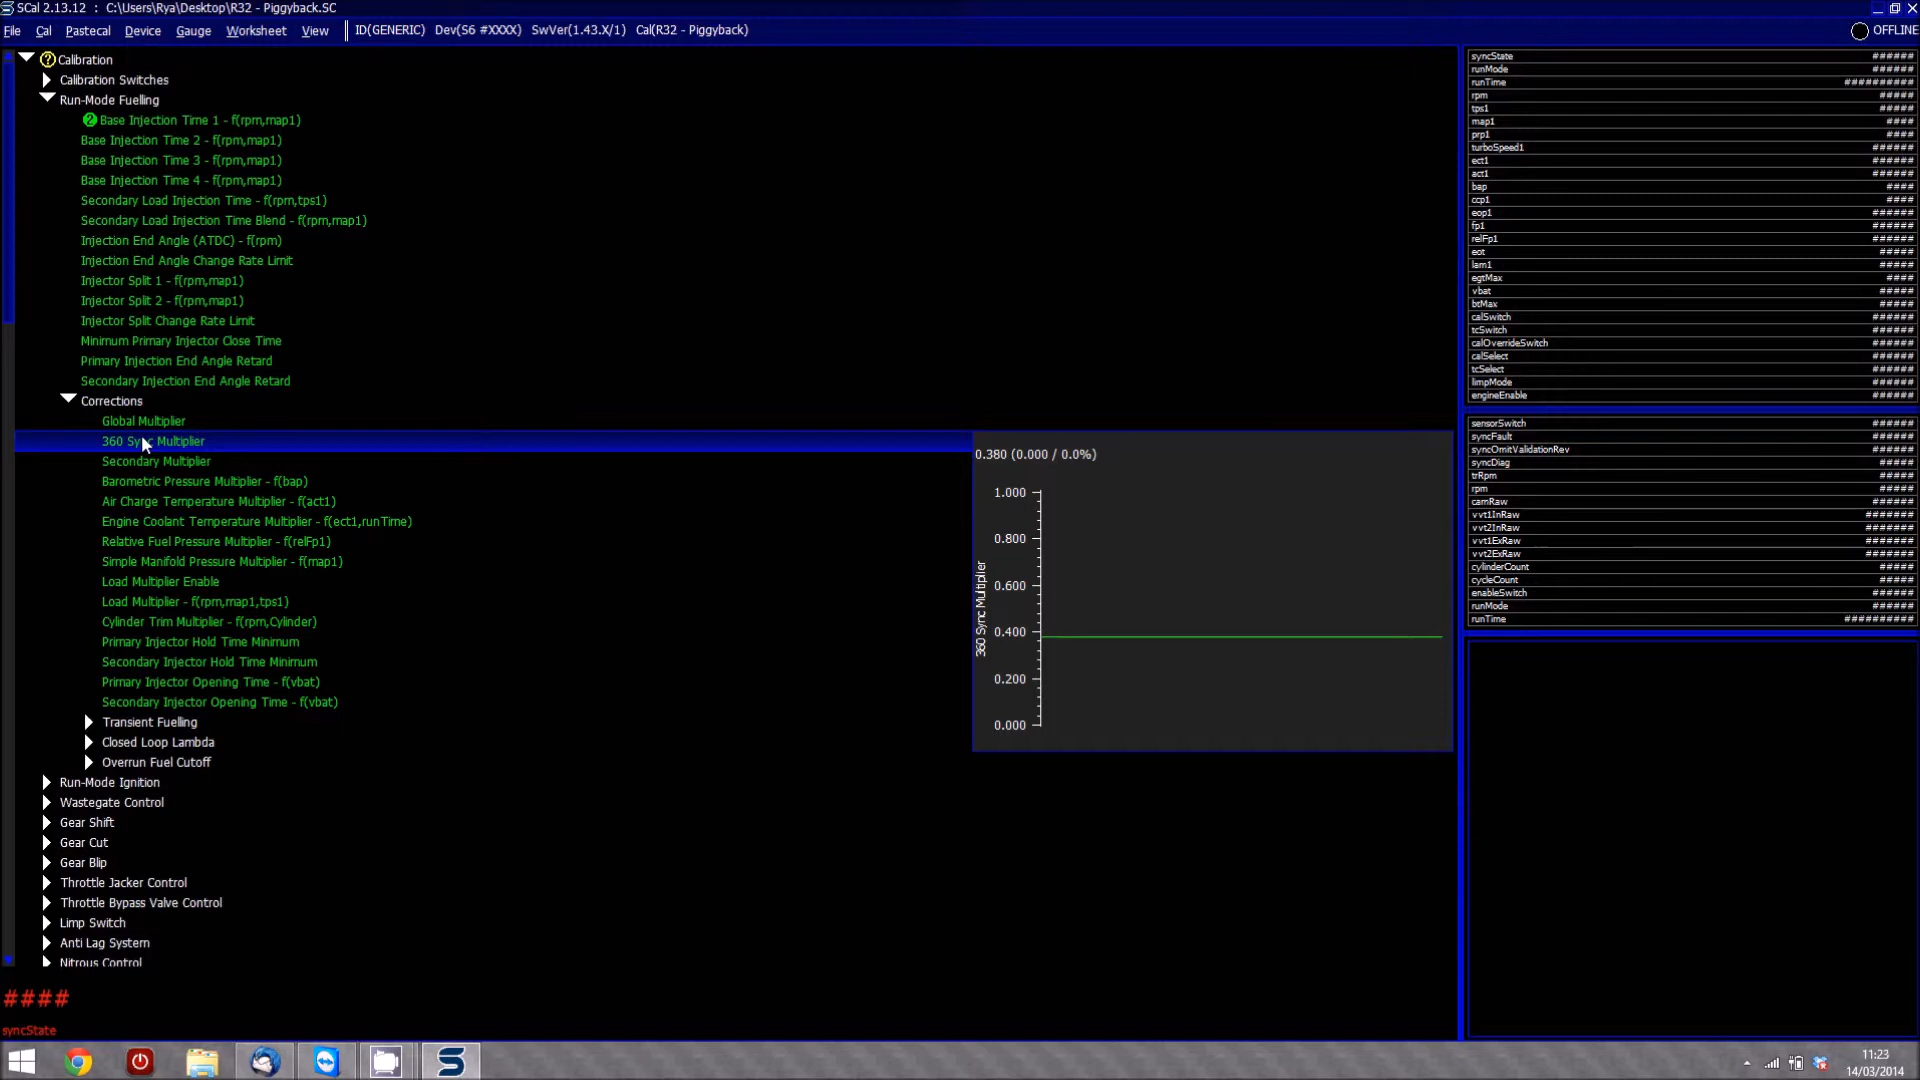 SCal 2.13.12 : C:\Users\Rya\Desktop\R32 - Piggyback.SC
File Cal Pastecal Device Gauge Worksheet View ID(GENERIC) Dev(S6 #XXXX) SwVer(1.43.X/1) Cal(R32 - Piggyback) OFFLINE
Calibration
Calibration Switches
Run-Mode Fuelling
2 Base Injection Time 1 - f(rpm,map1)
Base Injection Time 2 - f(rpm,map1)
Base Injection Time 3 - f(rpm,map1)
Base Injection Time 4 - f(rpm,map1)
Secondary Load Injection Time - f(rpm,tps1)
Secondary Load Injection Time Blend - f(rpm,map1)
Injection End Angle (ATDC) - f(rpm)
Injection End Angle Change Rate Limit
Injector Split 1 - f(rpm,map1)
Injector Split 2 - f(rpm,map1)
Injector Split Change Rate Limit
Minimum Primary Injector Close Time
Primary Injection End Angle Retard
Secondary Injection End Angle Retard
Corrections
Global Multiplier
360 Sync Multiplier
Secondary Multiplier
Barometric Pressure Multiplier - f(bap)
Air Charge Temperature Multiplier - f(act1)
Engine Coolant Temperature Multiplier - f(ect1,runTime)
Relative Fuel Pressure Multiplier - f(relFp1)
Simple Manifold Pressure Multiplier - f(map1)
Load Multiplier Enable
Load Multiplier - f(rpm,map1,tps1)
Cylinder Trim Multiplier - f(rpm,Cylinder)
Primary Injector Hold Time Minimum
Secondary Injector Hold Time Minimum
Primary Injector Opening Time - f(vbat)
Secondary Injector Opening Time - f(vbat)
Transient Fuelling
Closed Loop Lambda
Overrun Fuel Cutoff
Run-Mode Ignition
Wastegate Control
Gear Shift
Gear Cut
Gear Blip
Throttle Jacker Control
Throttle Bypass Valve Control
Limp Switch
Anti Lag System
Nitrous Control
####
syncState
0.380 (0.000 / 0.0%)
1.000
0.800
0.600
0.400
0.200
0.000
360 Sync Multiplier
syncState ######
runMode ######
runTime ##########
rpm #####
tps1 #####
map1 ####
prp1 ####
turboSpeed1 ######
ect1 #####
act1 #####
bap ####
ccp1 ####
eop1 ######
fp1 ######
relFp1 #####
eot #####
lam1 #####
egtMax ####
vbat #####
btMax ####
calSwitch ######
tcSwitch ######
calOverrideSwitch ######
calSelect ######
tcSelect ######
limpMode ######
engineEnable ######
sensorSwitch ######
syncFault ######
syncOmitValidationRev ######
syncDiag #####
trRpm #####
rpm #####
camRaw #####
vvt1InRaw #######
vvt2InRaw #######
vvt1ExRaw #######
vvt2ExRaw #######
cylinderCount #####
cycleCount #####
enableSwitch ######
runMode ######
runTime ##########
11:23
14/03/2014